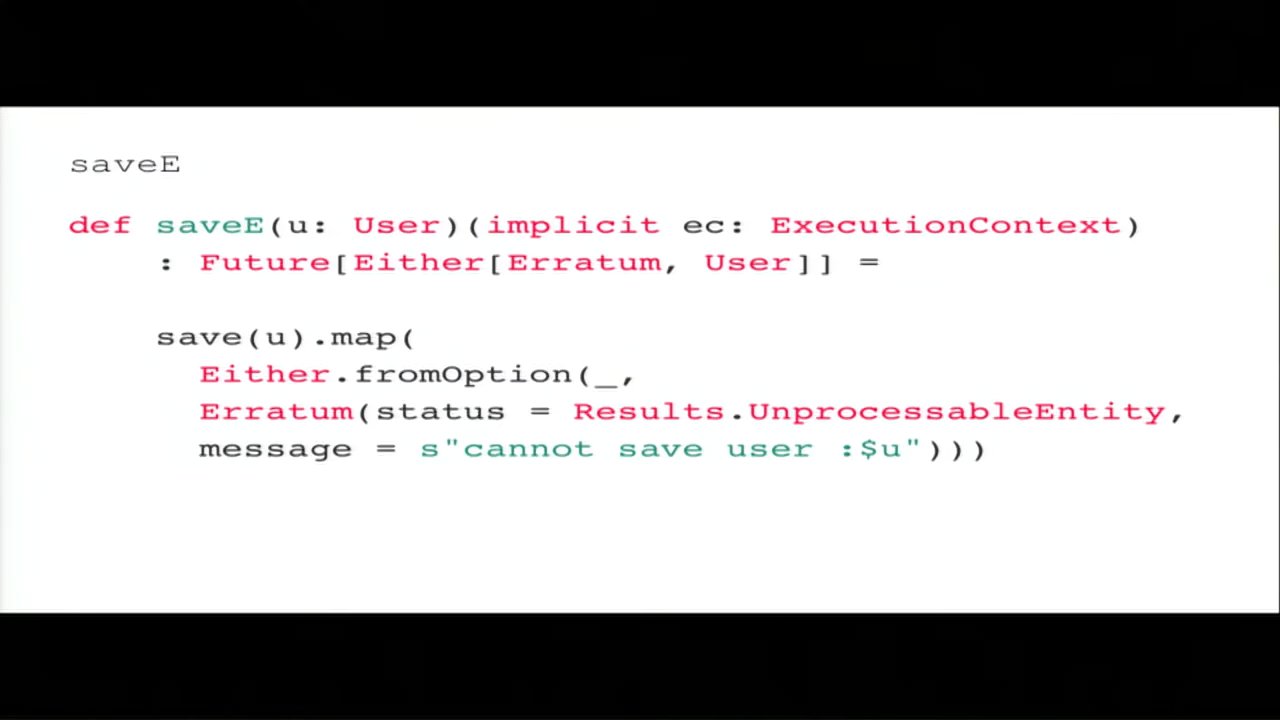 saveE
def saveE(u: User)(implicit ec: ExecutionContext)
: Future[Either[Erratum, User]] =
save(u).map(
Either.fromOption(_,
Erratum(status = Results.UnprocessableEntity,
message = s"cannot save user :$u")))